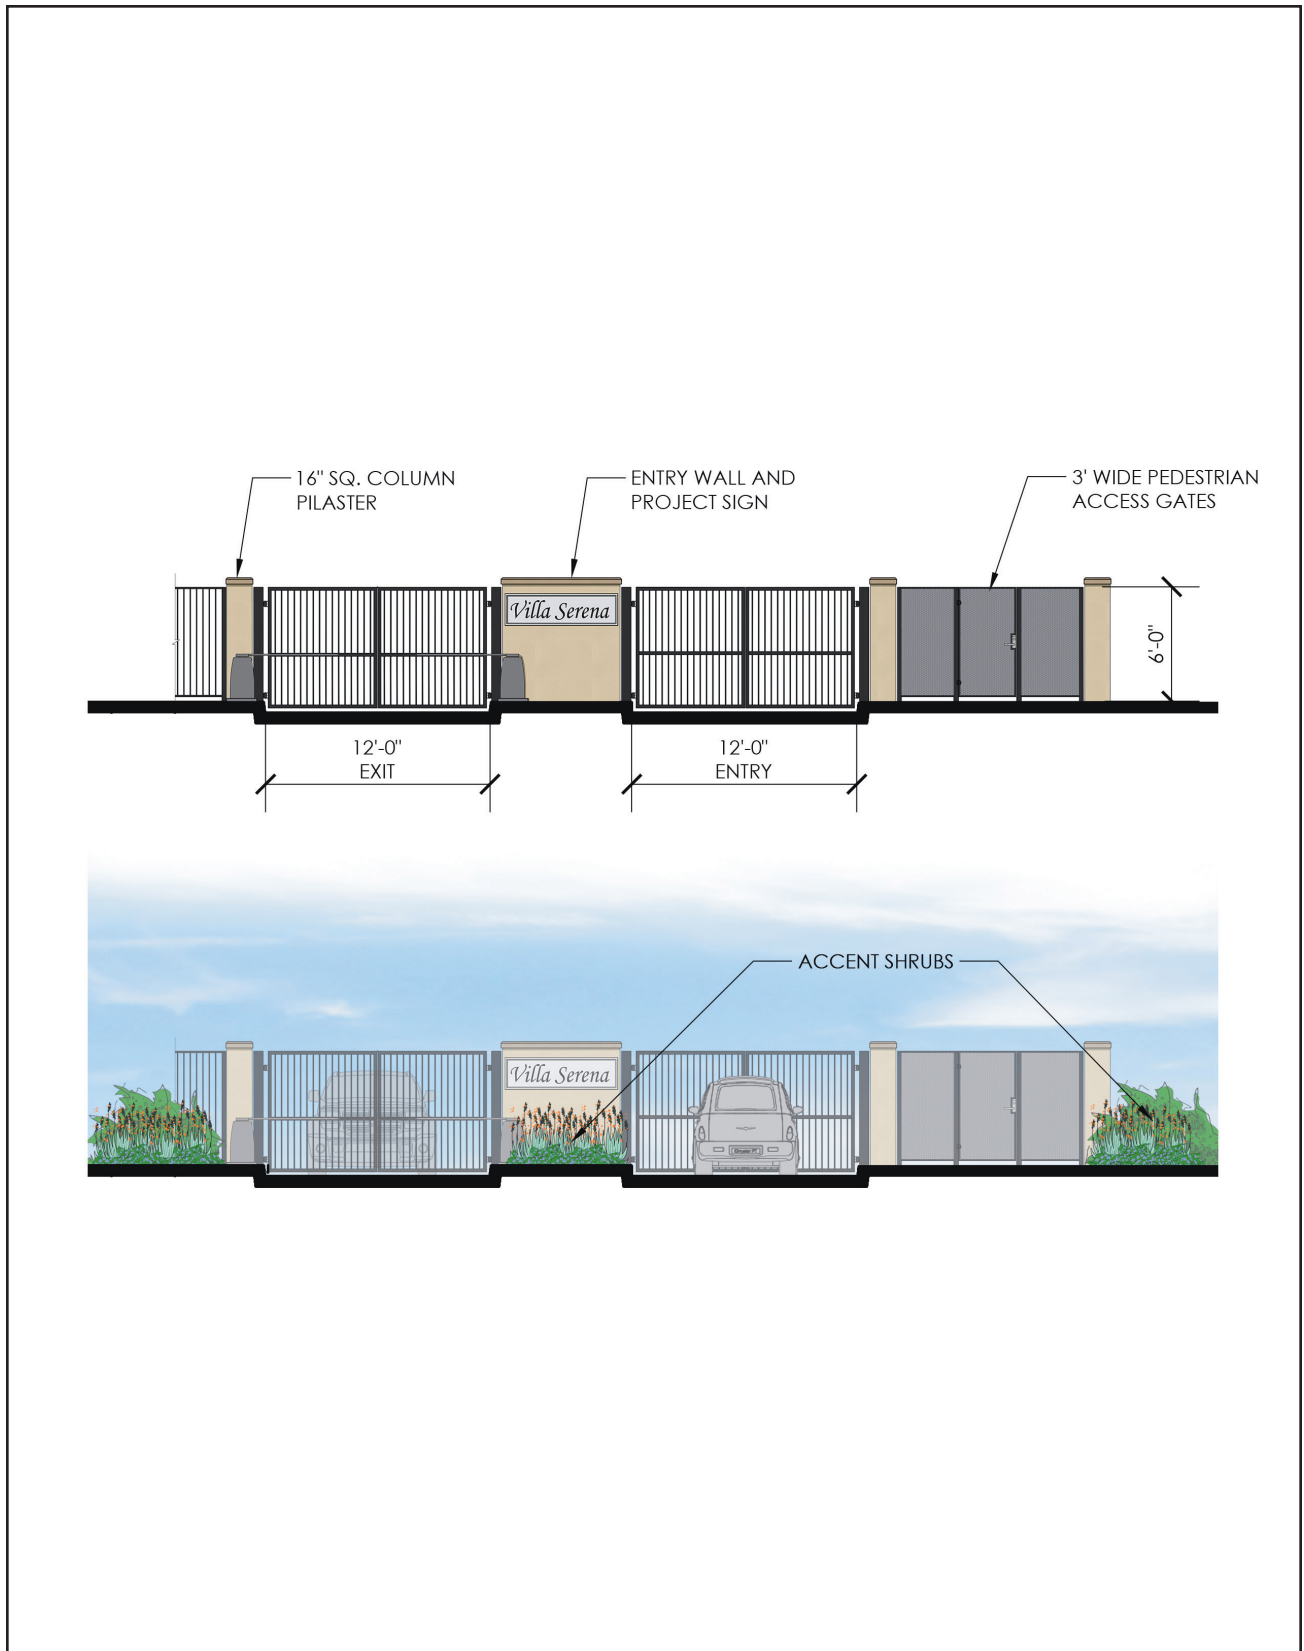 16" SQ. COLUMN
PILASTER
ENTRY WALL AND
PROJECT SIGN
3' WIDE PEDESTRIAN
ACCESS GATES
Villa Serena
6'-0"
12'-0"
EXIT
12'-0"
ENTRY
ACCENT SHRUBS
Villa Serena